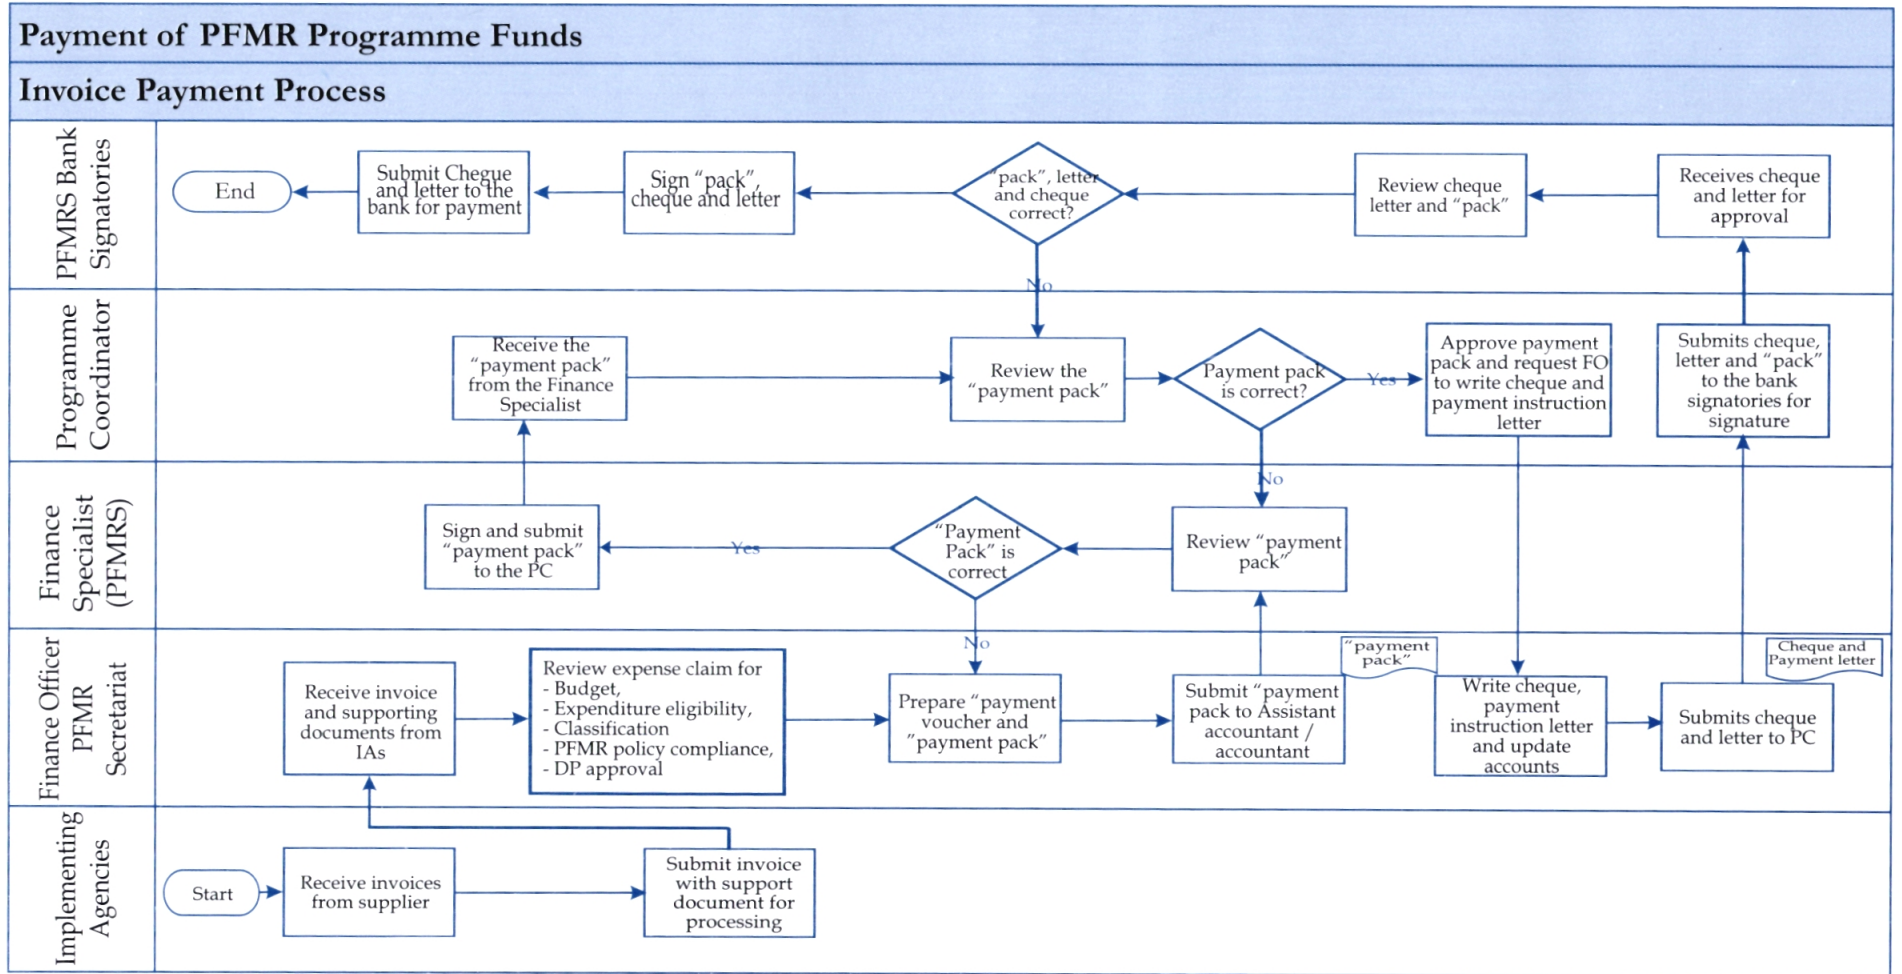 Payment of PFMR Programme Funds
Invoice Payment Process
PFMRS Bank
Signatories
End
Submit Cheque
and letter to the
bank for payment
Sign “pack”,
cheque and letter
“pack”, letter
and cheque
correct?
Review cheque
letter and “pack”
Receives cheque
and letter for
approval
No
Programme
Coordinator
Receive the
“payment pack”
from the Finance
Specialist
Review the
“payment pack”
Payment pack
is correct?
Yes
Approve payment
pack and request FO
to write cheque and
payment instruction
letter
Submits cheque,
letter and “pack”
to the bank
signatories for
signature
No
Finance
Specialist
(PFMRS)
Sign and submit
“payment pack”
to the PC
Yes
“Payment
Pack” is
correct
Review “payment
pack”
No
Finance Officer
PFMR
Secretariat
Receive invoice
and supporting
documents from
IAs
Review expense claim for
- Budget,
- Expenditure eligibility,
- Classification
- PFMR policy compliance,
- DP approval
Prepare “payment
voucher and
”payment pack”
Submit “payment
pack to Assistant
accountant /
accountant
“payment
pack”
Write cheque,
payment
instruction letter
and update
accounts
Submits cheque
and letter to PC
Cheque and
Payment letter
Implementing
Agencies
Start
Receive invoices
from supplier
Submit invoice
with support
document for
processing